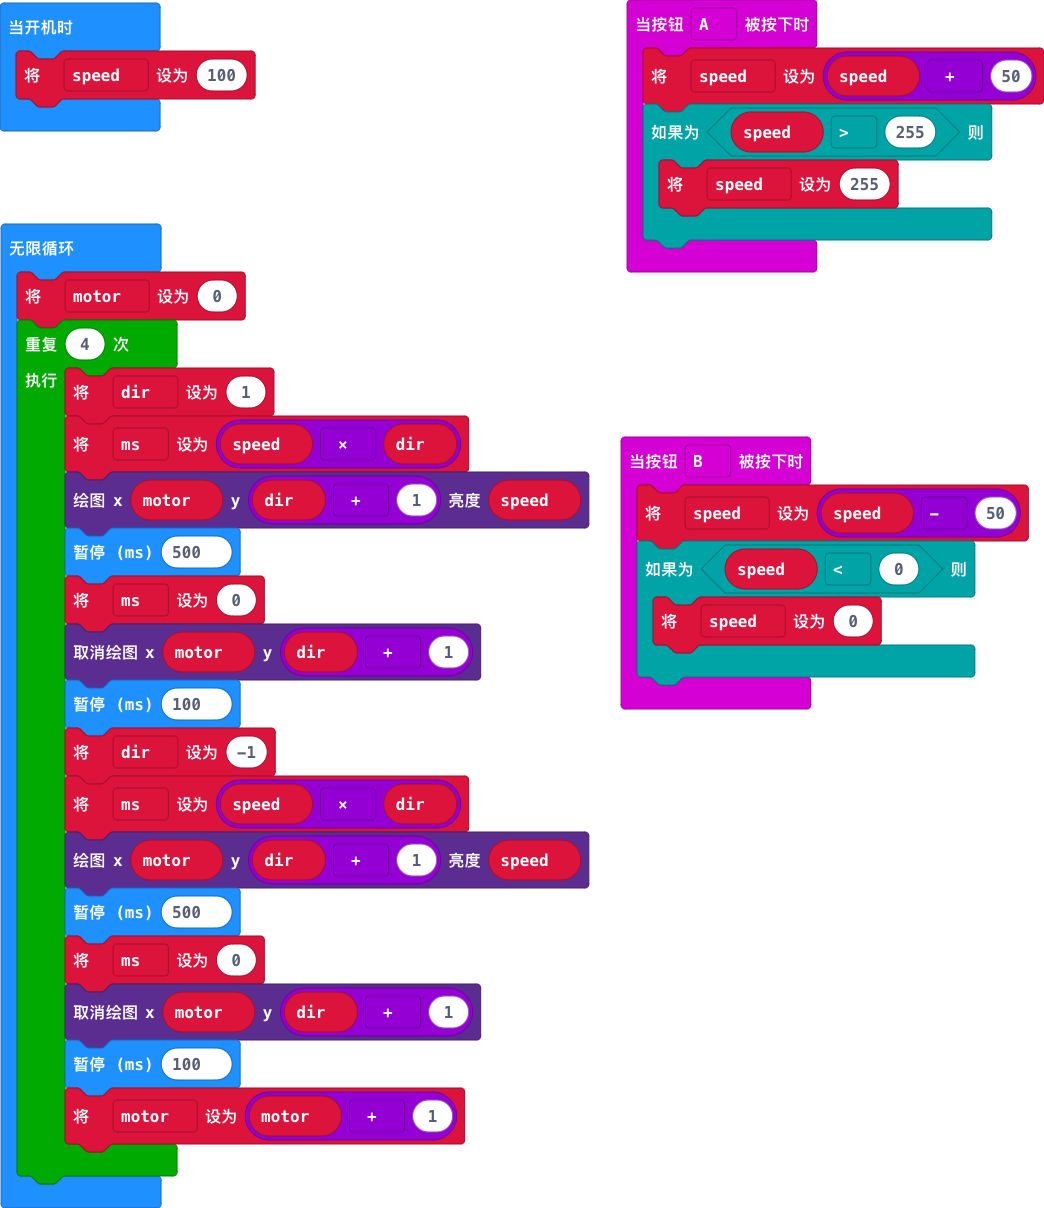 当开机时
将 speed 设为 100
无限循环
将 motor 设为 0
重复 4 次
执行
将 dir 设为 1
将 ms 设为 speed × dir
绘图 x motor y dir + 1 亮度 speed
暂停 (ms) 500
将 ms 设为 0
取消绘图 x motor y dir + 1
暂停 (ms) 100
将 dir 设为 −1
将 ms 设为 speed × dir
绘图 x motor y dir + 1 亮度 speed
暂停 (ms) 500
将 ms 设为 0
取消绘图 x motor y dir + 1
暂停 (ms) 100
将 motor 设为 motor + 1
当按钮 A 被按下时
将 speed 设为 speed + 50
如果为 speed > 255 则
将 speed 设为 255
当按钮 B 被按下时
将 speed 设为 speed − 50
如果为 speed < 0 则
将 speed 设为 0